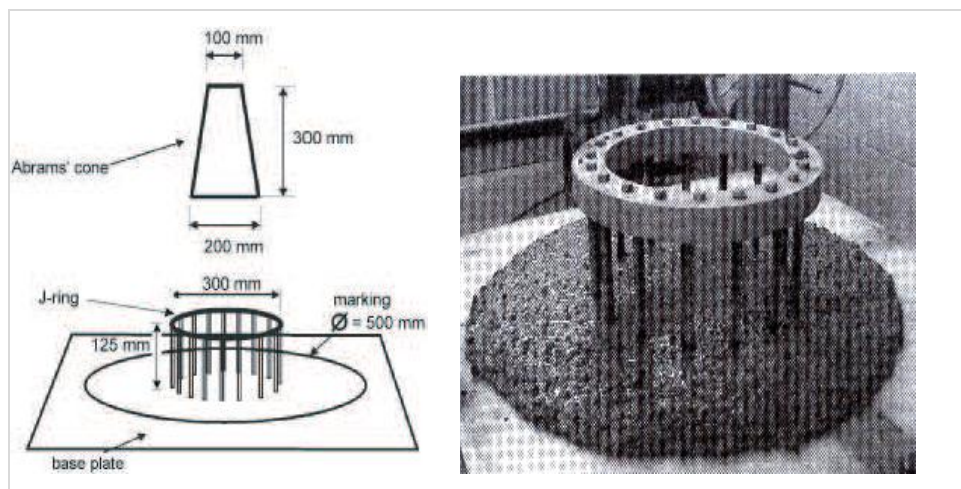 100 mm
300 mm
Abrams' cone
200 mm
300 mm
J-ring
marking
Ø = 500 mm
125 mm
base plate